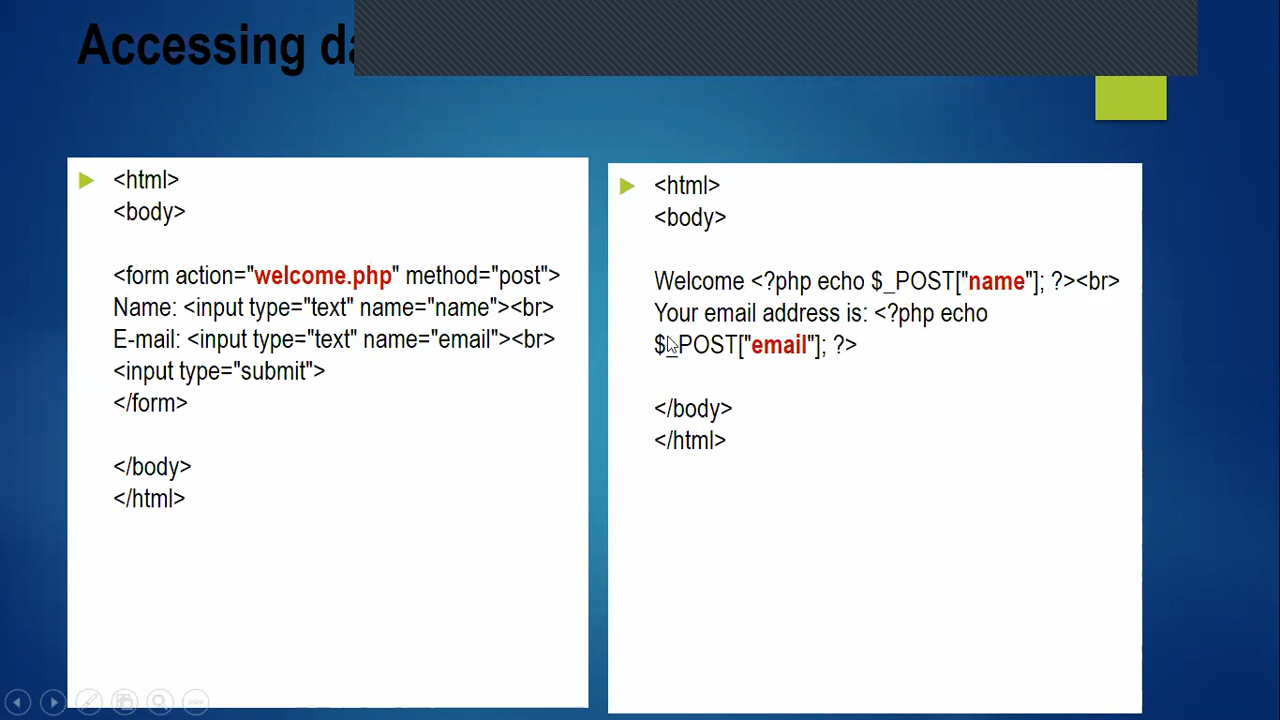 Accessing
<html>
<body>
<form action="welcome.php" method="post">
Name: <input type="text" name="name"><br>
E-mail: <input type="text" name="email"><br>
<input type="submit">
</form>
</body>
</html>
<html>
<body>
Welcome <?php echo $_POST["name"]; ?><br>
Your email address is: <?php echo
$_POST["email"]; ?>
</body>
</html>